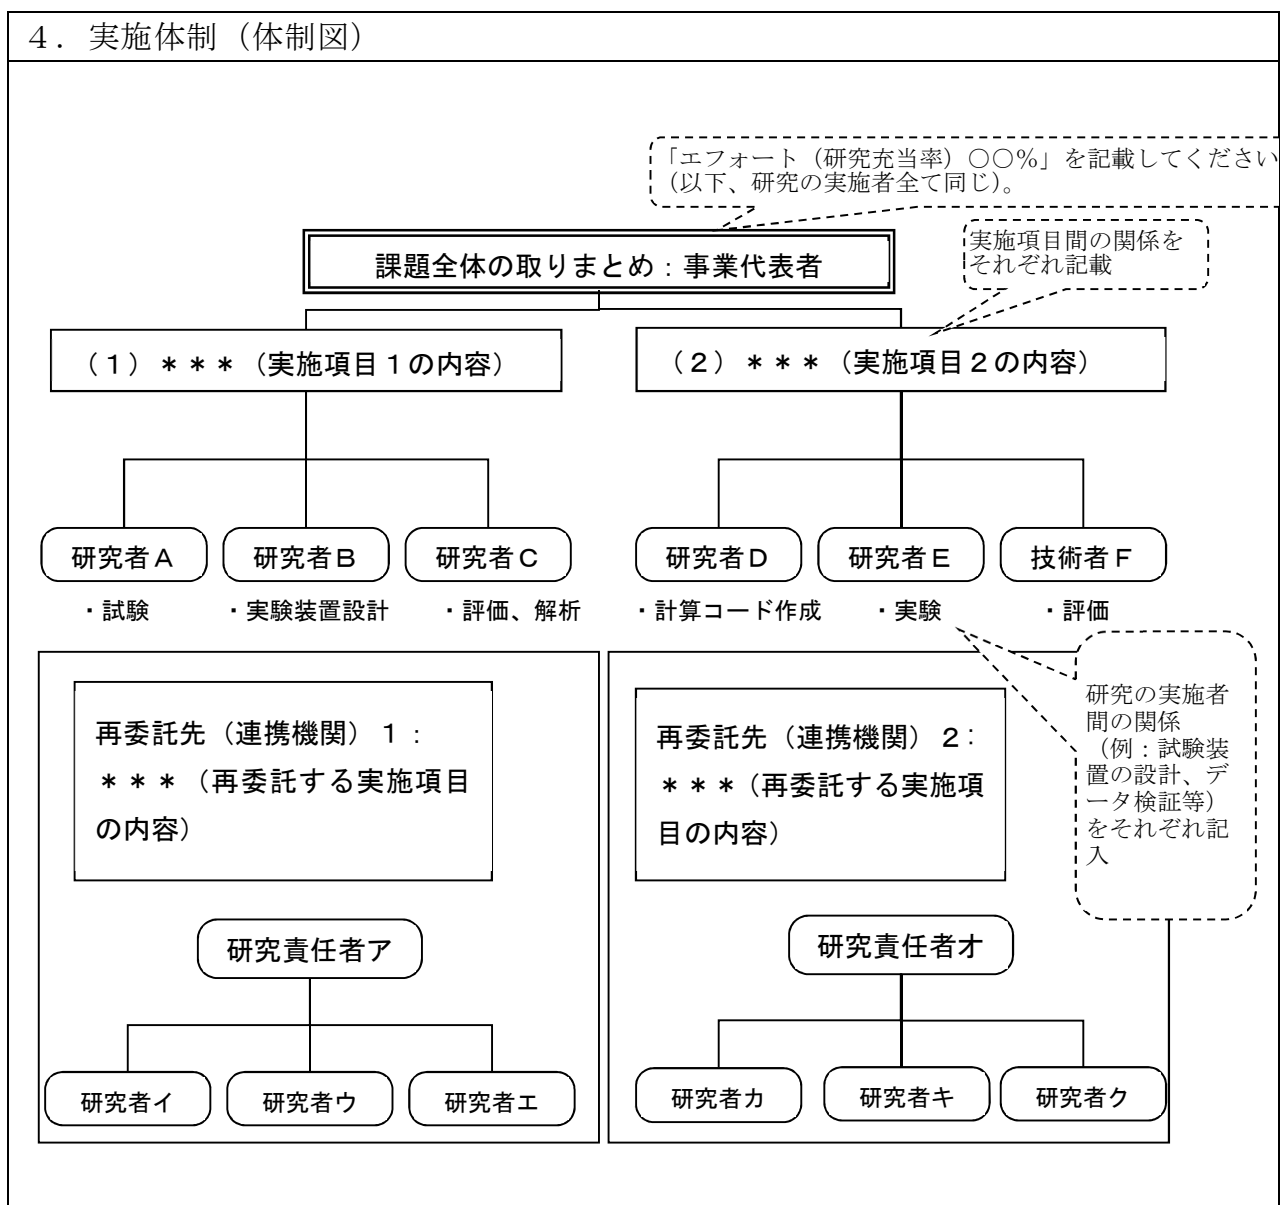 ４．実施体制（体制図）
「エフォート（研究充当率）○○％」を記載してください
（以下、研究の実施者全て同じ）。
実施項目間の関係を
それぞれ記載
課題全体の取りまとめ：事業代表者
（１）＊＊＊（実施項目１の内容）
（２）＊＊＊（実施項目２の内容）
研究者Ａ
研究者Ｂ
研究者Ｃ
研究者Ｄ
研究者Ｅ
技術者Ｆ
・試験
・実験装置設計
・評価、解析
・計算コード作成
・実験
・評価
再委託先（連携機関）１：
＊＊＊（再委託する実施項目
の内容）
再委託先（連携機関）２：
＊＊＊（再委託する実施項
目の内容）
研究の実施者
間の関係
（例：試験装
置の設計、デ
ータ検証等）
をそれぞれ記
入
研究責任者ア
研究責任者オ
研究者イ
研究者ウ
研究者エ
研究者カ
研究者キ
研究者ク